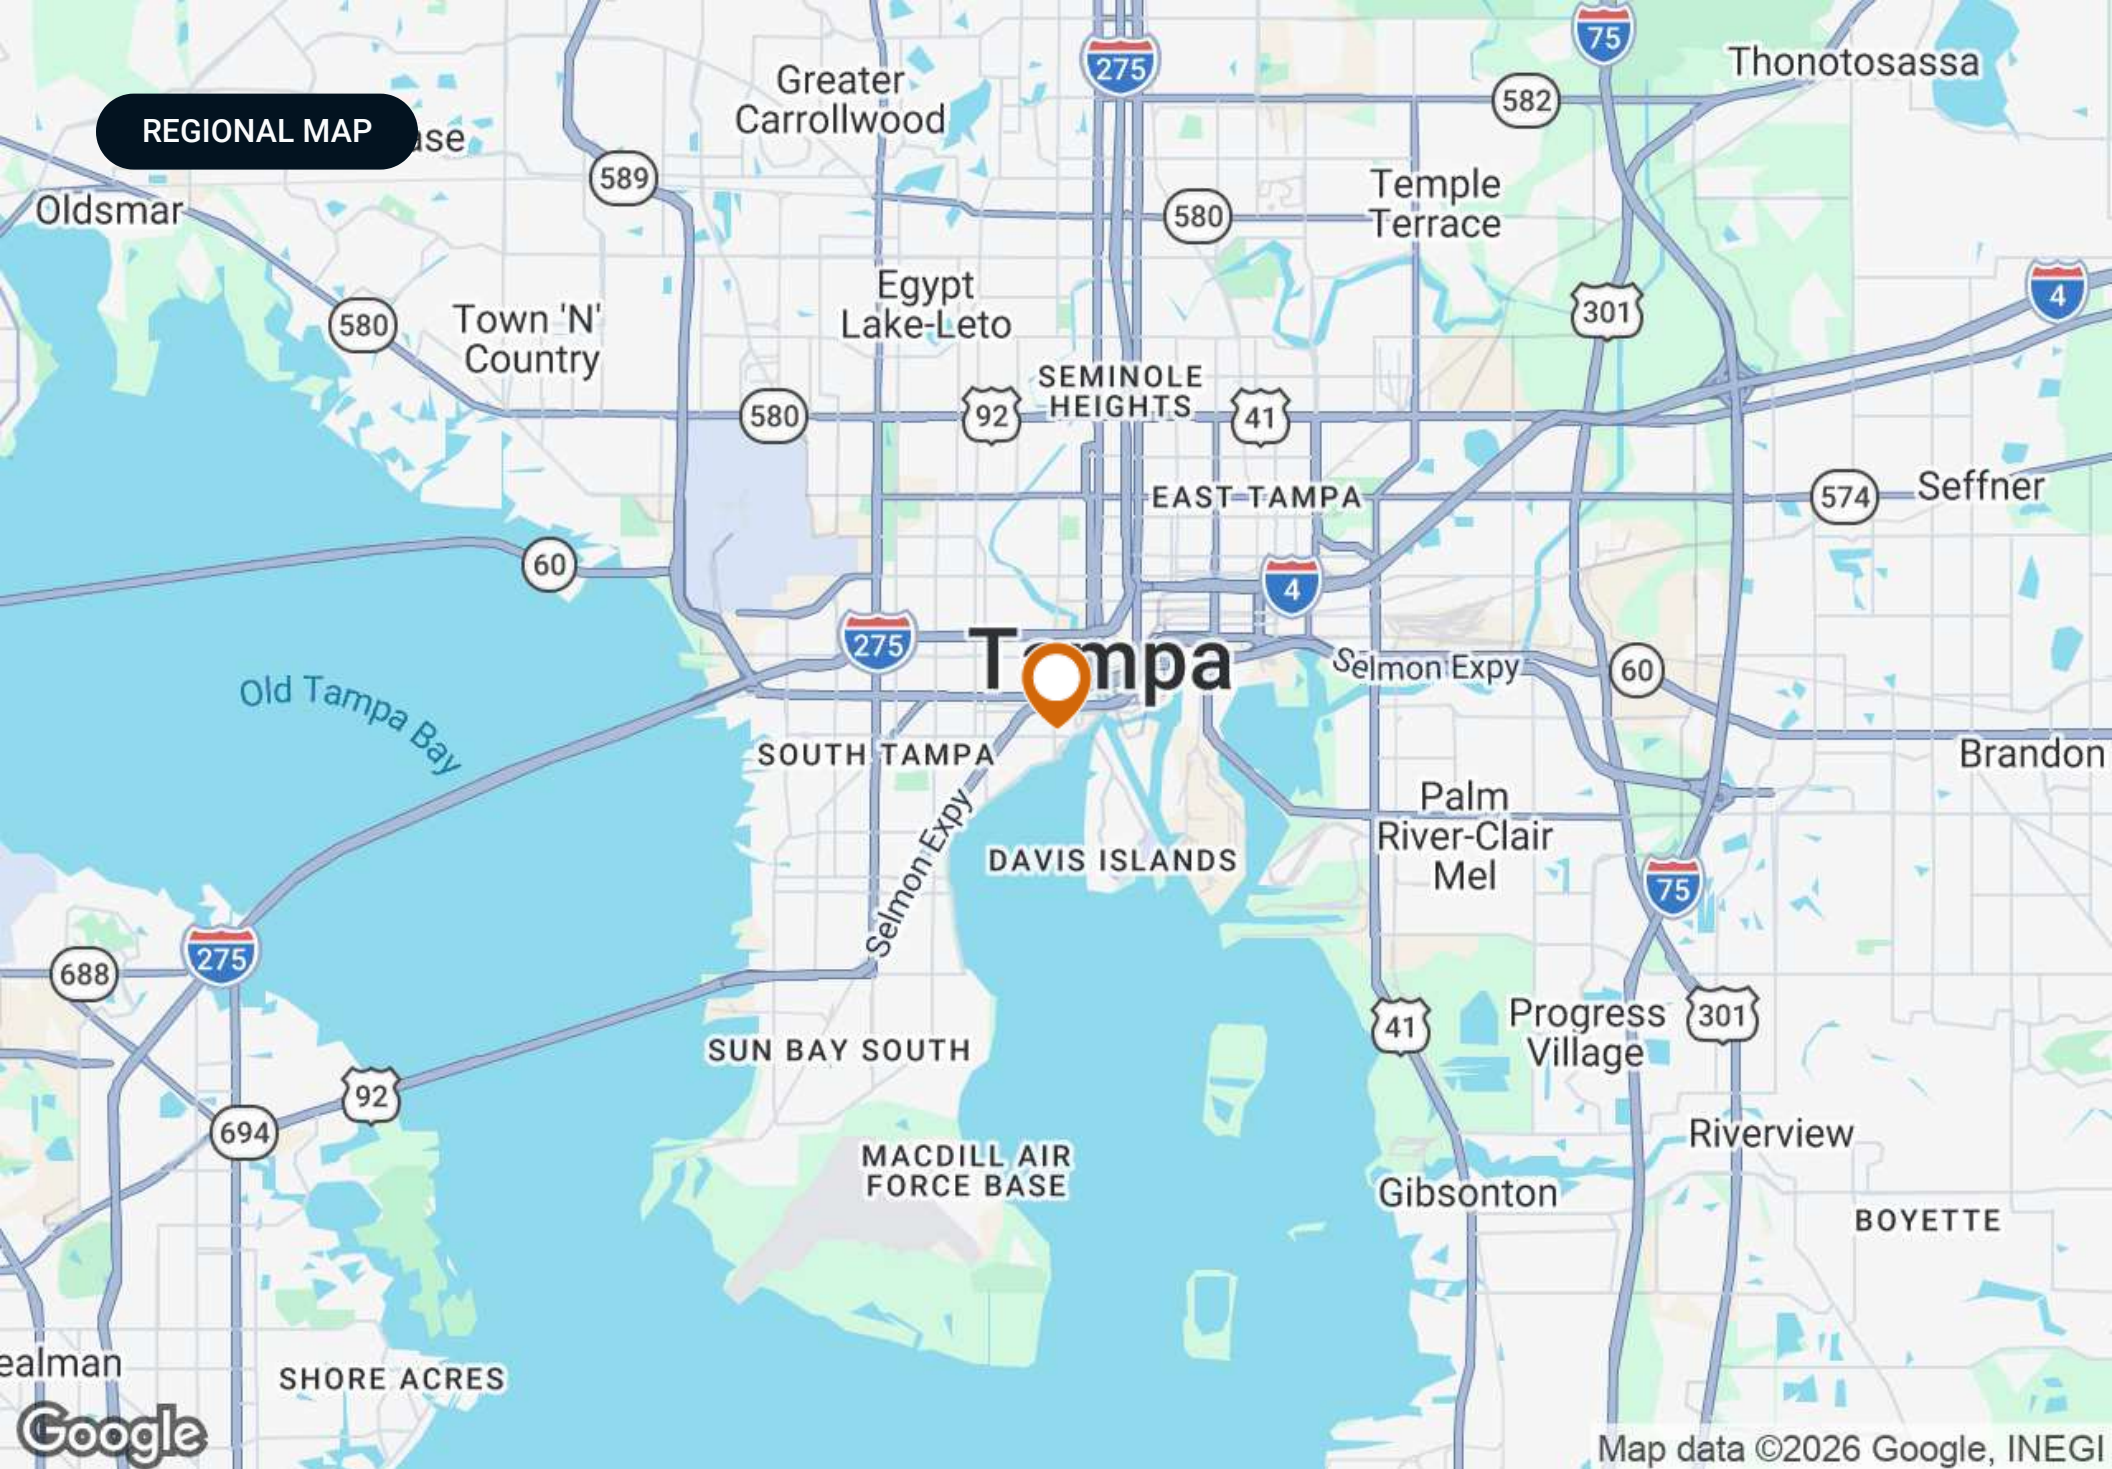 75
Thonotosassa
275
Greater
Carrollwood
582
REGIONAL MAP
589
Temple
Terrace
Oldsmar
580
Egypt
Lake-Leto
4
301
Town 'N'
Country
580
SEMINOLE
HEIGHTS
580
92
41
EAST TAMPA
574
Seffner
60
4
275
Tampa
Selmon Expy
60
Old Tampa Bay
SOUTH TAMPA
Brandon
Palm
River-Clair
Mel
Selmon Expy
DAVIS ISLANDS
75
275
688
41
Progress
Village
301
SUN BAY SOUTH
92
694
Riverview
MACDILL AIR
FORCE BASE
Gibsonton
BOYETTE
SHORE ACRES
Google
Map data ©2026 Google, INEGI